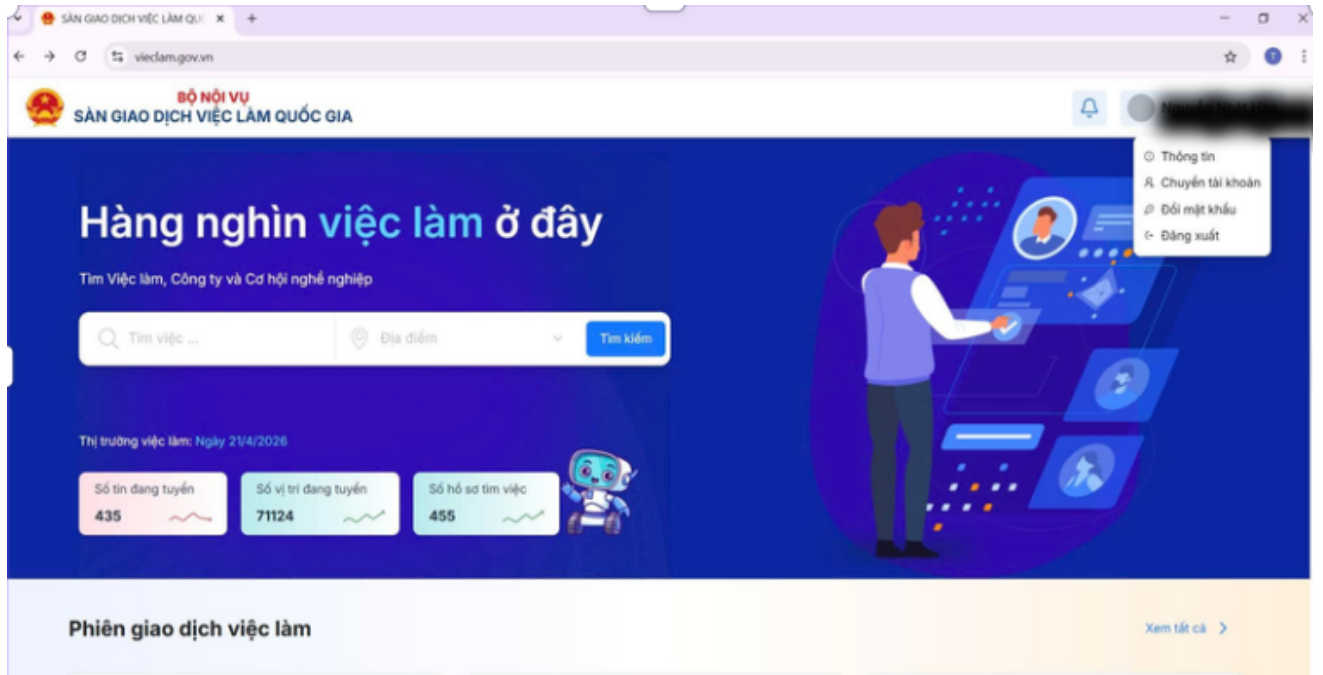 SÀN GIAO DỊCH VIỆC LÀM QUỐC
vieclam.gov.vn
T
BỘ NỘI VỤ
SÀN GIAO DỊCH VIỆC LÀM QUỐC GIA
Thông tin
Chuyển tài khoản
Đổi mật khẩu
Đăng xuất
Hàng nghìn việc làm ở đây
Tìm Việc làm, Công ty và Cơ hội nghề nghiệp
Tìm việc ...
Địa điểm
Tìm kiếm
Thị trường việc làm: Ngày 21/4/2026
Số tin đang tuyển
435
Số vị trí đang tuyển
71124
Số hồ sơ tìm việc
455
Phiên giao dịch việc làm
Xem tất cả